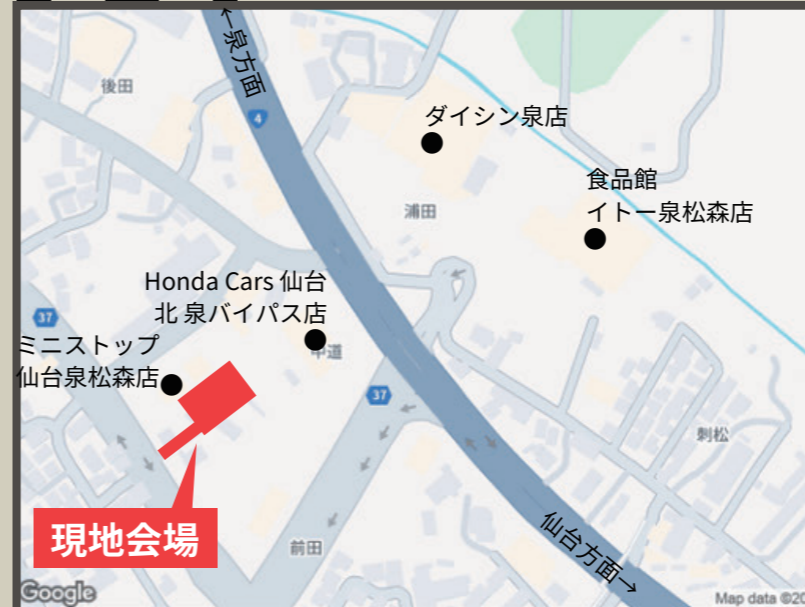 ←泉方面
後田
4
ダイシン泉店
食品館
イトー泉松森店
浦田
Honda Cars 仙台
北 泉バイパス店
37
ミニストップ
仙台泉松森店
中道
37
刺松
現地会場
前田
仙台方面→
Google
Map data ©20